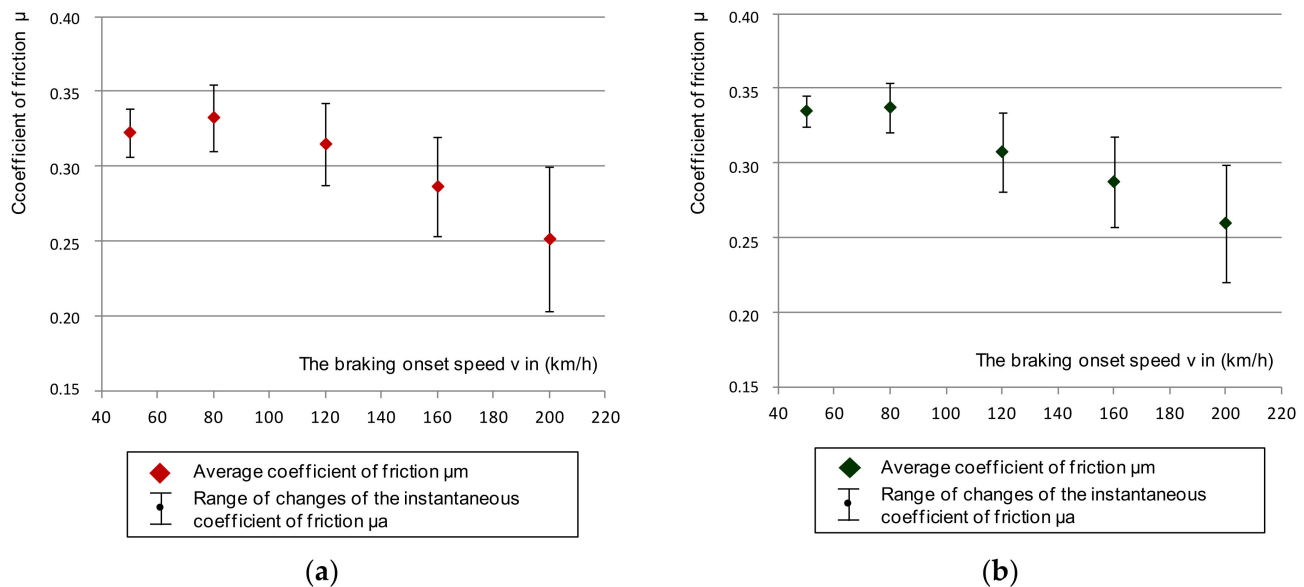 Ccoefficient of friction µ
0.40
0.35
0.30
0.25
0.20
0.15
The braking onset speed v in (km/h)
40 60 80 100 120 140 160 180 200 220
Average coefficient of friction µm
Range of changes of the instantaneous
coefficient of friction µa
(a)
Ccoefficient of friction µ
0.40
0.35
0.30
0.25
0.20
0.15
The braking onset speed v in (km/h)
40 60 80 100 120 140 160 180 200 220
Average coefficient of friction µm
Range of changes of the instantaneous
coefficient of friction µa
(b)